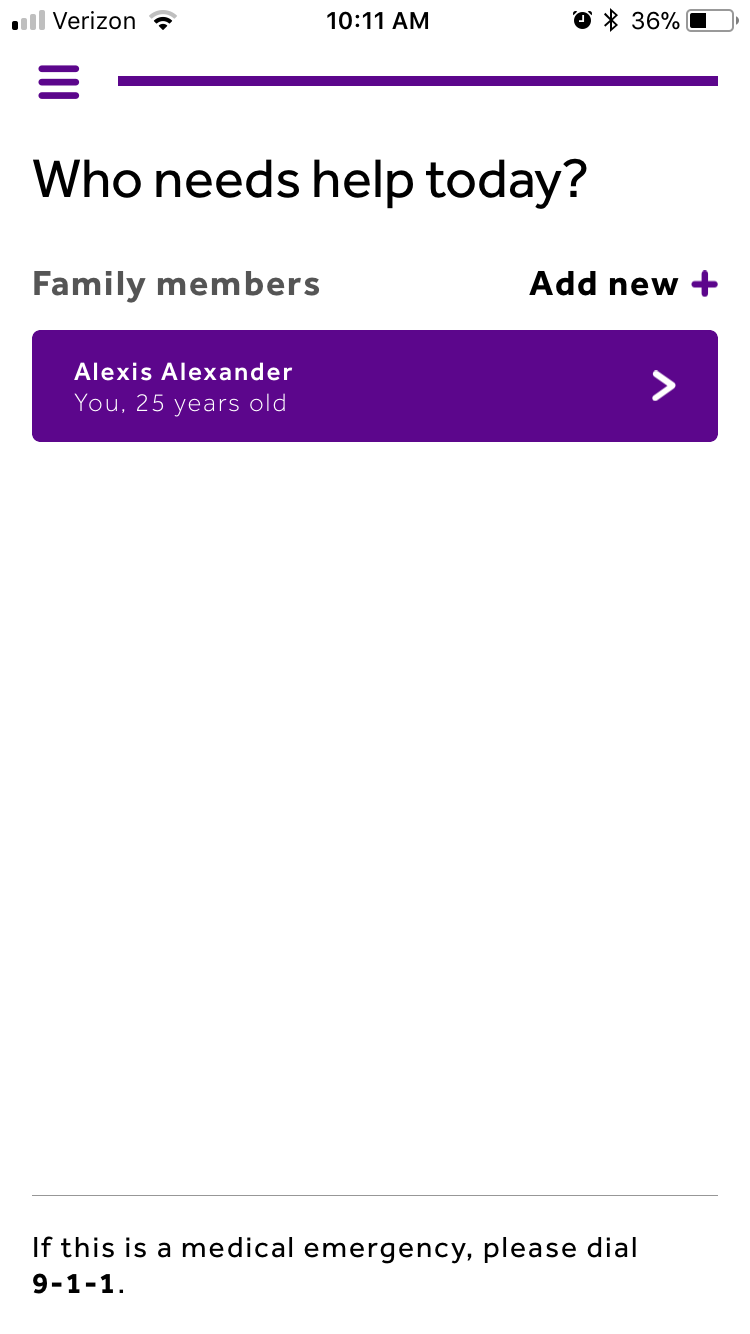 Verizon 10:11 AM 36%
Who needs help today?
Family members Add new +
Alexis Alexander
You, 25 years old
If this is a medical emergency, please dial
9-1-1.